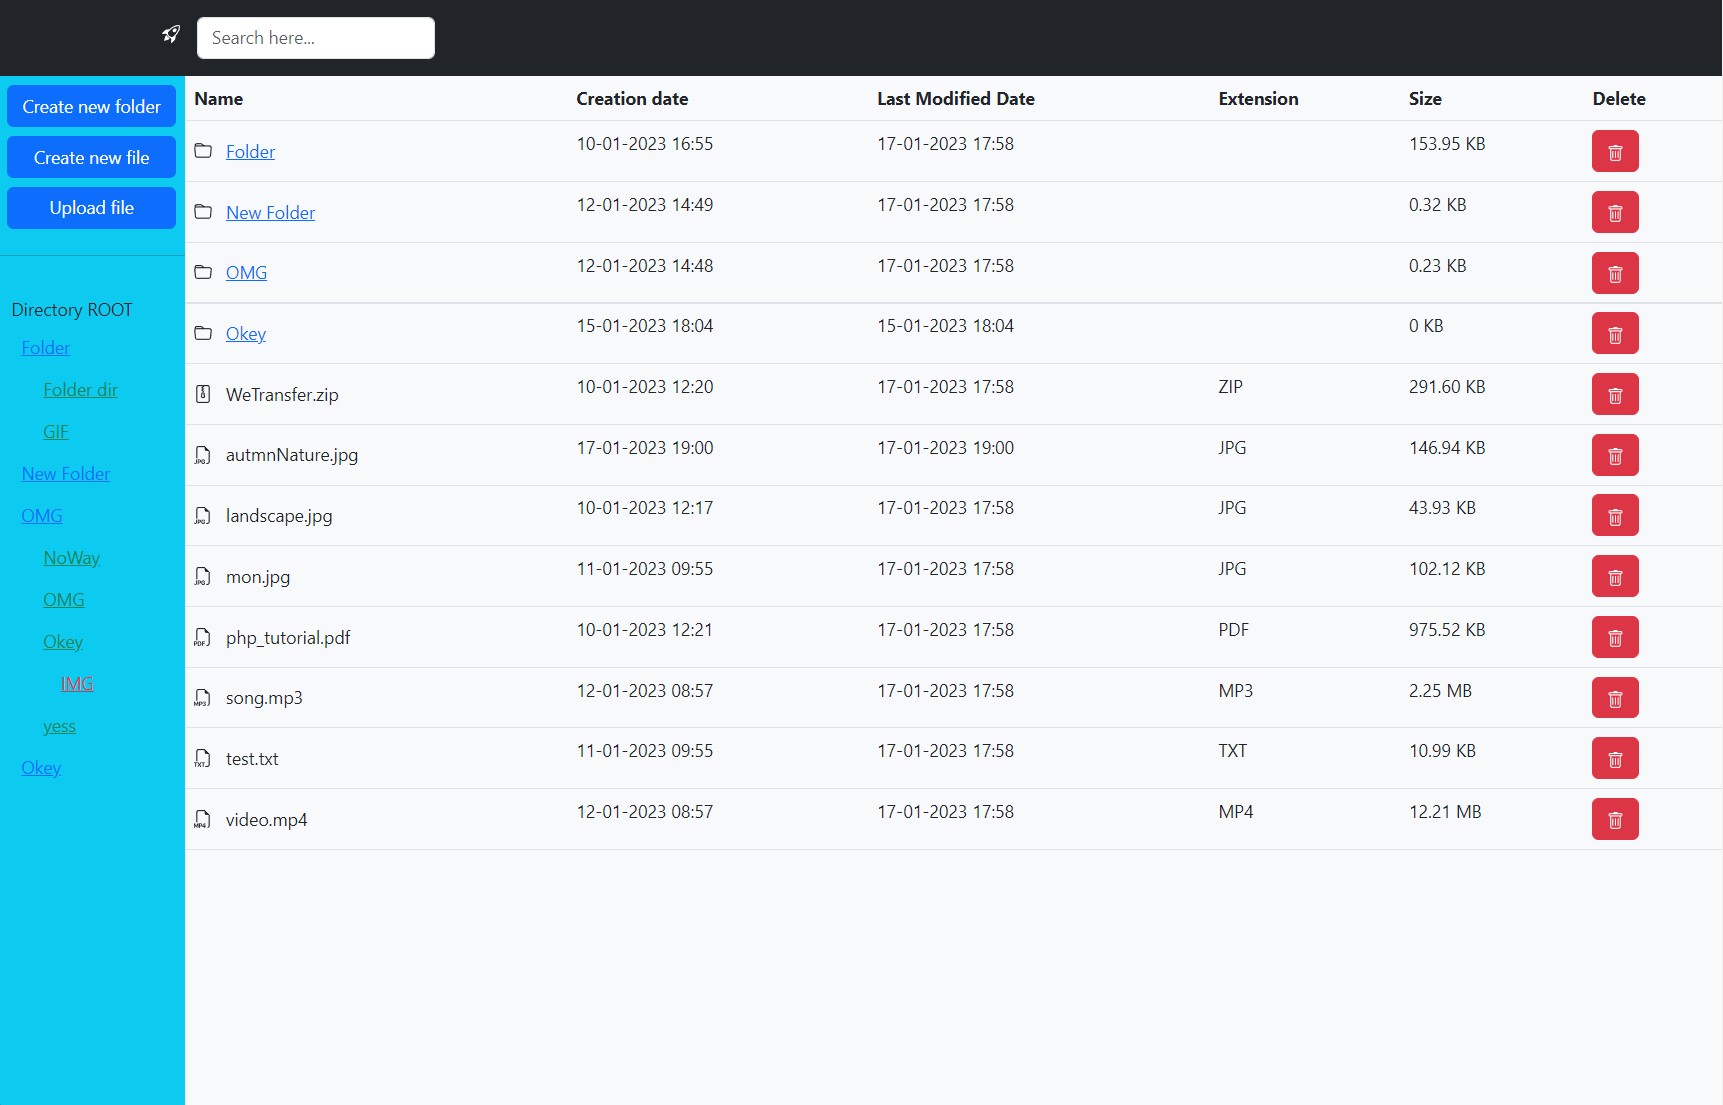 Search here...
Create new folder
Create new file
Upload file
Directory ROOT
Folder
Folder dir
GIF
New Folder
OMG
NoWay
OMG
Okey
IMG
yess
Okey
Name Creation date Last Modified Date Extension Size Delete
Folder 10-01-2023 16:55 17-01-2023 17:58 153.95 KB
New Folder 12-01-2023 14:49 17-01-2023 17:58 0.32 KB
OMG 12-01-2023 14:48 17-01-2023 17:58 0.23 KB
Okey 15-01-2023 18:04 15-01-2023 18:04 0 KB
WeTransfer.zip 10-01-2023 12:20 17-01-2023 17:58 ZIP 291.60 KB
JPG autmnNature.jpg 17-01-2023 19:00 17-01-2023 19:00 JPG 146.94 KB
JPG landscape.jpg 10-01-2023 12:17 17-01-2023 17:58 JPG 43.93 KB
JPG mon.jpg 11-01-2023 09:55 17-01-2023 17:58 JPG 102.12 KB
PDF php_tutorial.pdf 10-01-2023 12:21 17-01-2023 17:58 PDF 975.52 KB
MP3 song.mp3 12-01-2023 08:57 17-01-2023 17:58 MP3 2.25 MB
TXT test.txt 11-01-2023 09:55 17-01-2023 17:58 TXT 10.99 KB
MP4 video.mp4 12-01-2023 08:57 17-01-2023 17:58 MP4 12.21 MB